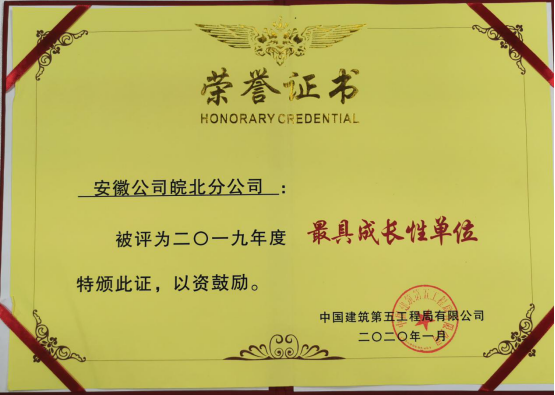 荣誉证书
HONORARY CREDENTIAL
安徽公司皖北分公司：
被评为二〇一九年度 最具成长性单位
特颁此证，以资鼓励。
中国建筑第五工程局有限公司
二〇二〇年一月